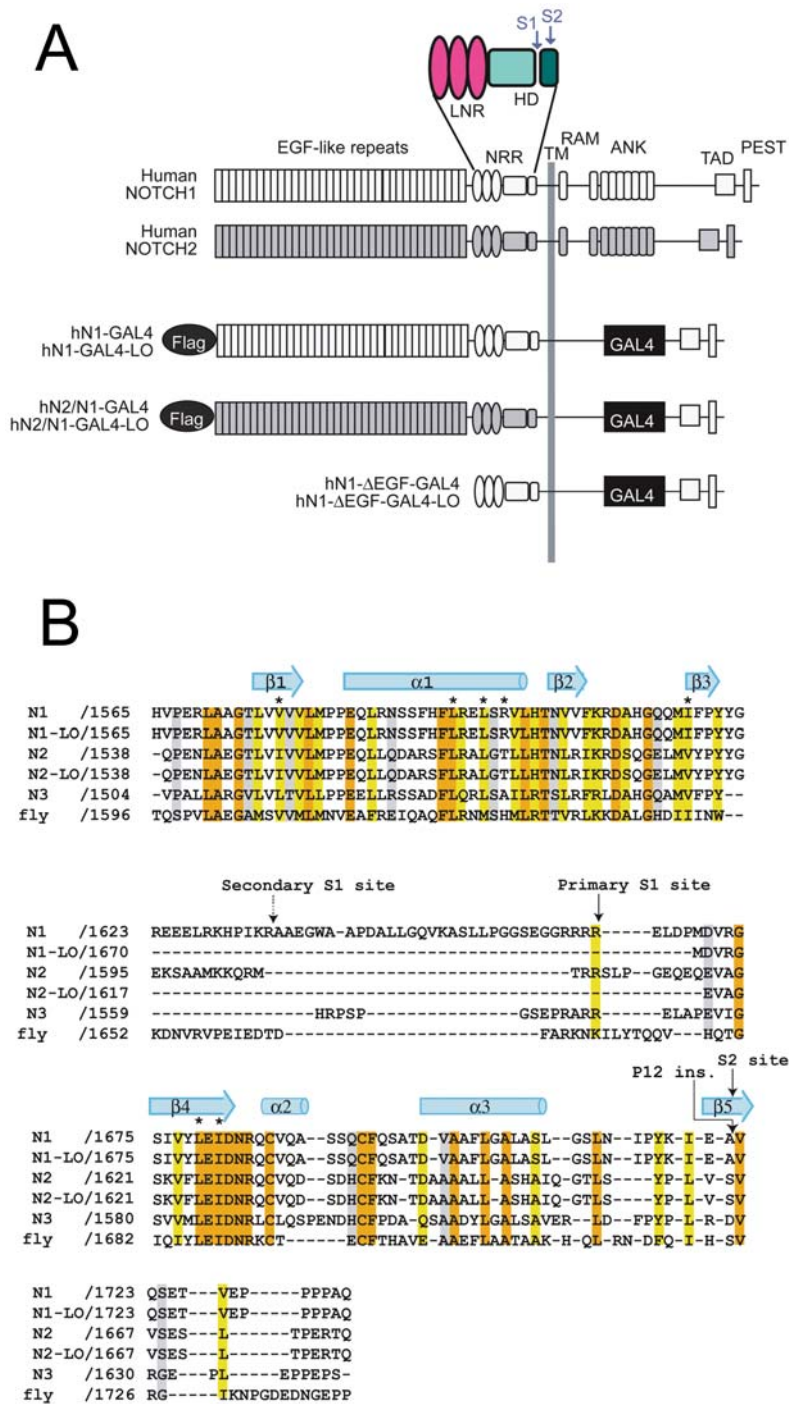 A
S1 S2
LNR HD
EGF-like repeats NRR TM RAM ANK TAD PEST
Human
NOTCH1
Human
NOTCH2
hN1-GAL4
hN1-GAL4-LO
Flag GAL4
hN2/N1-GAL4
hN2/N1-GAL4-LO
Flag GAL4
hN1-ΔEGF-GAL4
hN1-ΔEGF-GAL4-LO
GAL4
B
β1 α1 β2 β3
* * * * *
N1 /1565 HVPERLAAGTLVVVVLMPPEQLRNSSFHFLRELSRVLHTNVVFKRDAHGQQMIFPYYG
N1-LO/1565 HVPERLAAGTLVVVVLMPPEQLRNSSFHFLRELSRVLHTNVVFKRDAHGQQMIFPYYG
N2 /1538 -QPENLAEGTLVIVVLMPPEQLLQDARSFLRALGTLLHTNLRIKRDSQGELMVYPYYG
N2-LO/1538 -QPENLAEGTLVIVVLMPPEQLLQDARSFLRALGTLLHTNLRIKRDSQGELMVYPYYG
N3 /1504 -VPALLARGVLVLTVLLPPEELLRSSADFLQRLSAILRTSLRFRLDAHGQAMVFPY--
fly /1596 TQSPVLAEGAMSVVMLMNVEAFREIQAQFLRNMSHMLRTTVRLKKDALGHDIIINW--
Secondary S1 site Primary S1 site
N1 /1623 REEELRKHPIKRAAEGWA-APDALLGQVKASLLPGGSEGGRRRR-----ELDPMDVRG
N1-LO/1670 -----------------------------------------------------MDVRG
N2 /1595 EKSAAMKKQRM-----------------------------TRRSLP-GEQEQEVAG
N2-LO/1617 ------------------------------------------------------EVAG
N3 /1559 ----------------HRPSP---------------GSEPRARR-----ELAPEVIG
fly /1652 KDNVRVPEIEDTD-------------------------FARKNKILYTQQV--HQTG
P12 ins. S2 site
β4 α2 α3 β5
* *
N1 /1675 SIVYLEIDNRQCVQA--SSQCFQSATD-VAAFLGALASL--GSLN--IPYK-I--EAV
N1-LO/1675 SIVYLEIDNRQCVQA--SSQCFQSATD-VAAFLGALASL--GSLN--IPYK-I--EAV
N2 /1621 SKVFLEIDNRQCVQD--SDHCFKN-TDAAAALL-ASHAIQ-GTLS----YP-L--V-SV
N2-LO/1621 SKVFLEIDNRQCVQD--SDHCFKN-TDAAAALL-ASHAIQ-GTLS----YP-L--V-SV
N3 /1580 SVVMLEIDNRLCLQSPENDHCFPDA-QSAADYLGALSAVER--LD--FPYP-L--R-DV
fly /1682 IQIYLEIDNRKCT-----ECFTHAVE-AAEFLAATAAK-H-QL--RN-DFQ-I--H-SV
N1 /1723 QSET---VEP-----PPPAQ
N1-LO/1723 QSET---VEP-----PPPAQ
N2 /1667 VSES---L-----TPERTQ
N2-LO/1667 VSES---L-----TPERTQ
N3 /1630 RGE---PL-----EPPEPS-
fly /1726 RG-----IKNPGDEDNGEPP